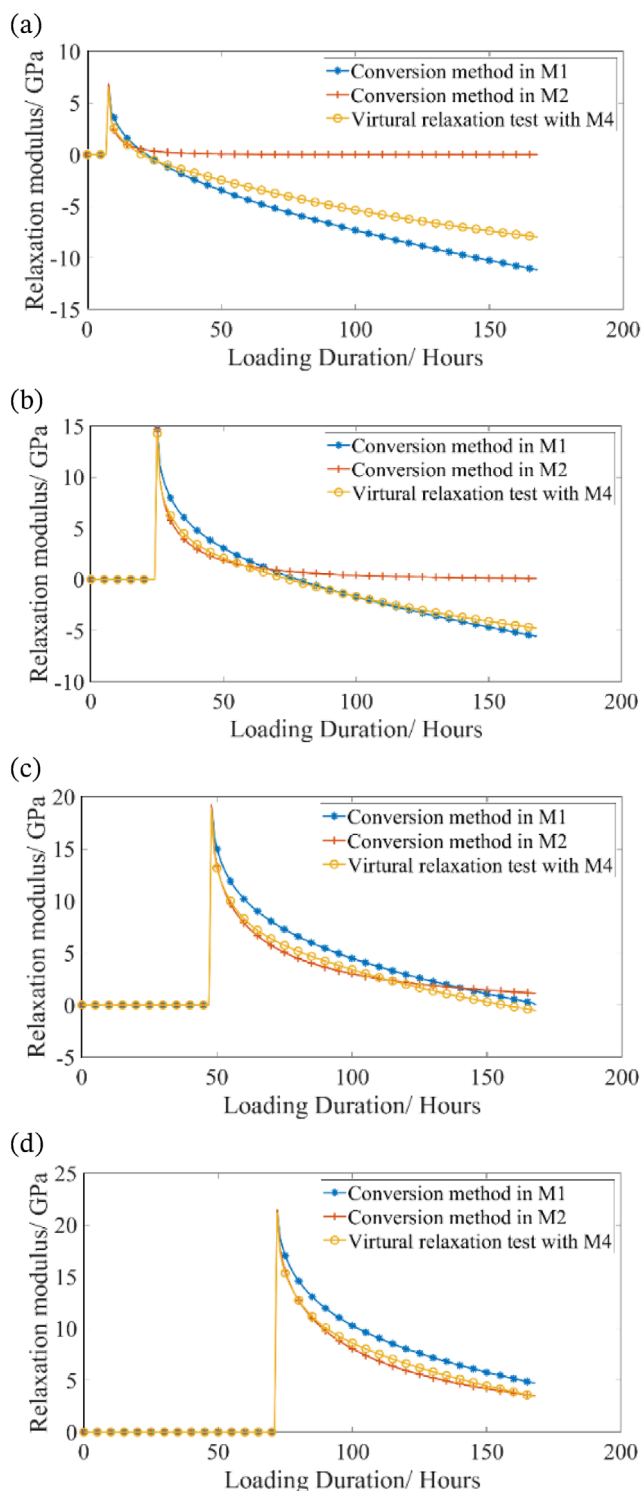 (a)
10
5
0
-5
-10
-15
Relaxation modulus/ GPa
Conversion method in M1
Conversion method in M2
Virtural relaxation test with M4
0 50 100 150 200
Loading Duration/ Hours
(b)
15
10
5
0
-5
-10
Relaxation modulus/ GPa
Conversion method in M1
Conversion method in M2
Virtural relaxation test with M4
0 50 100 150 200
Loading Duration/ Hours
(c)
20
15
10
5
0
-5
Relaxation modulus/ GPa
Conversion method in M1
Conversion method in M2
Virtural relaxation test with M4
0 50 100 150 200
Loading Duration/ Hours
(d)
25
20
15
10
5
0
Relaxation modulus/ GPa
Conversion method in M1
Conversion method in M2
Virtural relaxation test with M4
0 50 100 150 200
Loading Duration/ Hours